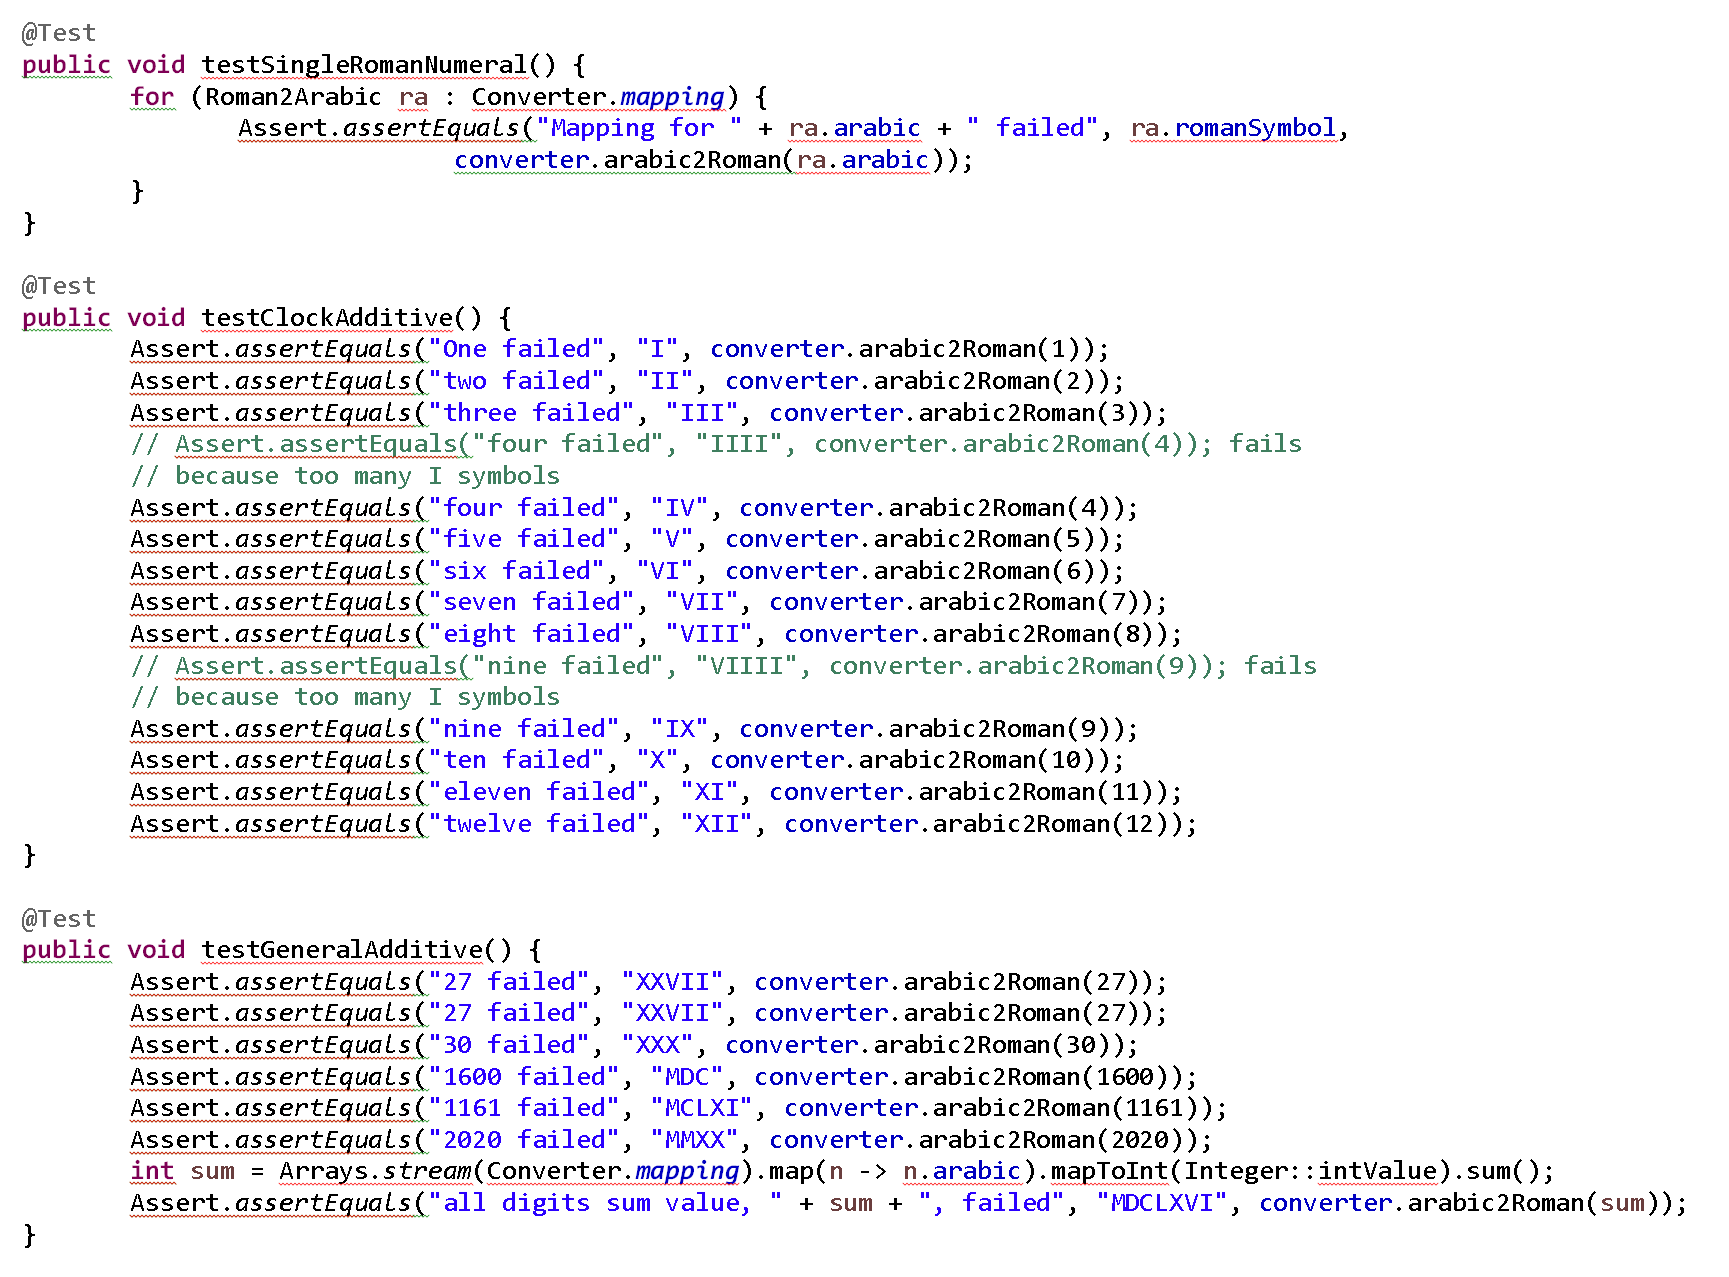 @Test
public void testSingleRomanNumeral() {
for (Roman2Arabic ra : Converter.mapping) {
Assert.assertEquals("Mapping for " + ra.arabic + " failed", ra.romanSymbol,
converter.arabic2Roman(ra.arabic));
}
}
@Test
public void testClockAdditive() {
Assert.assertEquals("One failed", "I", converter.arabic2Roman(1));
Assert.assertEquals("two failed", "II", converter.arabic2Roman(2));
Assert.assertEquals("three failed", "III", converter.arabic2Roman(3));
// Assert.assertEquals("four failed", "IIII", converter.arabic2Roman(4)); fails
// because too many I symbols
Assert.assertEquals("four failed", "IV", converter.arabic2Roman(4));
Assert.assertEquals("five failed", "V", converter.arabic2Roman(5));
Assert.assertEquals("six failed", "VI", converter.arabic2Roman(6));
Assert.assertEquals("seven failed", "VII", converter.arabic2Roman(7));
Assert.assertEquals("eight failed", "VIII", converter.arabic2Roman(8));
// Assert.assertEquals("nine failed", "VIIII", converter.arabic2Roman(9)); fails
// because too many I symbols
Assert.assertEquals("nine failed", "IX", converter.arabic2Roman(9));
Assert.assertEquals("ten failed", "X", converter.arabic2Roman(10));
Assert.assertEquals("eleven failed", "XI", converter.arabic2Roman(11));
Assert.assertEquals("twelve failed", "XII", converter.arabic2Roman(12));
}
@Test
public void testGeneralAdditive() {
Assert.assertEquals("27 failed", "XXVII", converter.arabic2Roman(27));
Assert.assertEquals("27 failed", "XXVII", converter.arabic2Roman(27));
Assert.assertEquals("30 failed", "XXX", converter.arabic2Roman(30));
Assert.assertEquals("1600 failed", "MDC", converter.arabic2Roman(1600));
Assert.assertEquals("1161 failed", "MCLXI", converter.arabic2Roman(1161));
Assert.assertEquals("2020 failed", "MMXX", converter.arabic2Roman(2020));
int sum = Arrays.stream(Converter.mapping).map(n -> n.arabic).mapToInt(Integer::intValue).sum();
Assert.assertEquals("all digits sum value, " + sum + ", failed", "MDCLXVI", converter.arabic2Roman(sum));
}